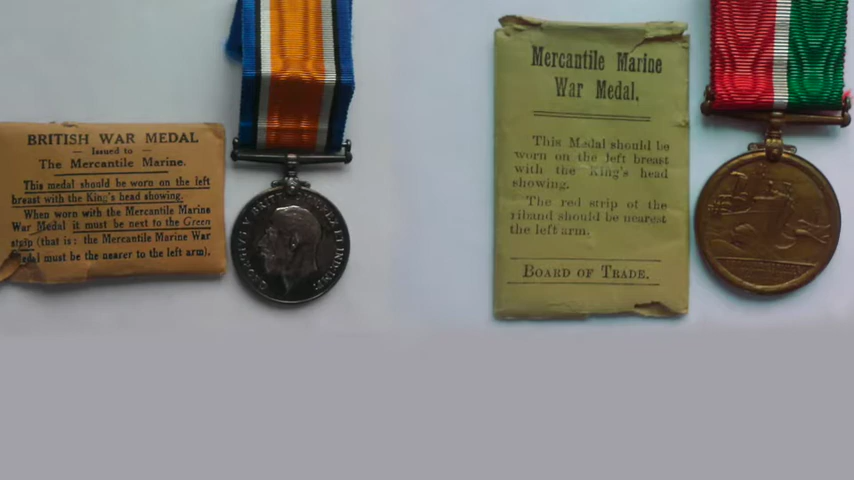 BRITISH WAR MEDAL
— Issued to —
The Mercantile Marine.
This medal should be worn on the left
breast with the King's head showing.
When worn with the Mercantile Marine
War Medal it must be next to the Green
strip (that is: the Mercantile Marine War
Medal must be the nearer to the left arm).
Mercantile Marine
War Medal.
This Medal should be
worn on the left breast
with the King's head
showing.
The red strip of the
riband should be nearest
the left arm.
BOARD OF TRADE.